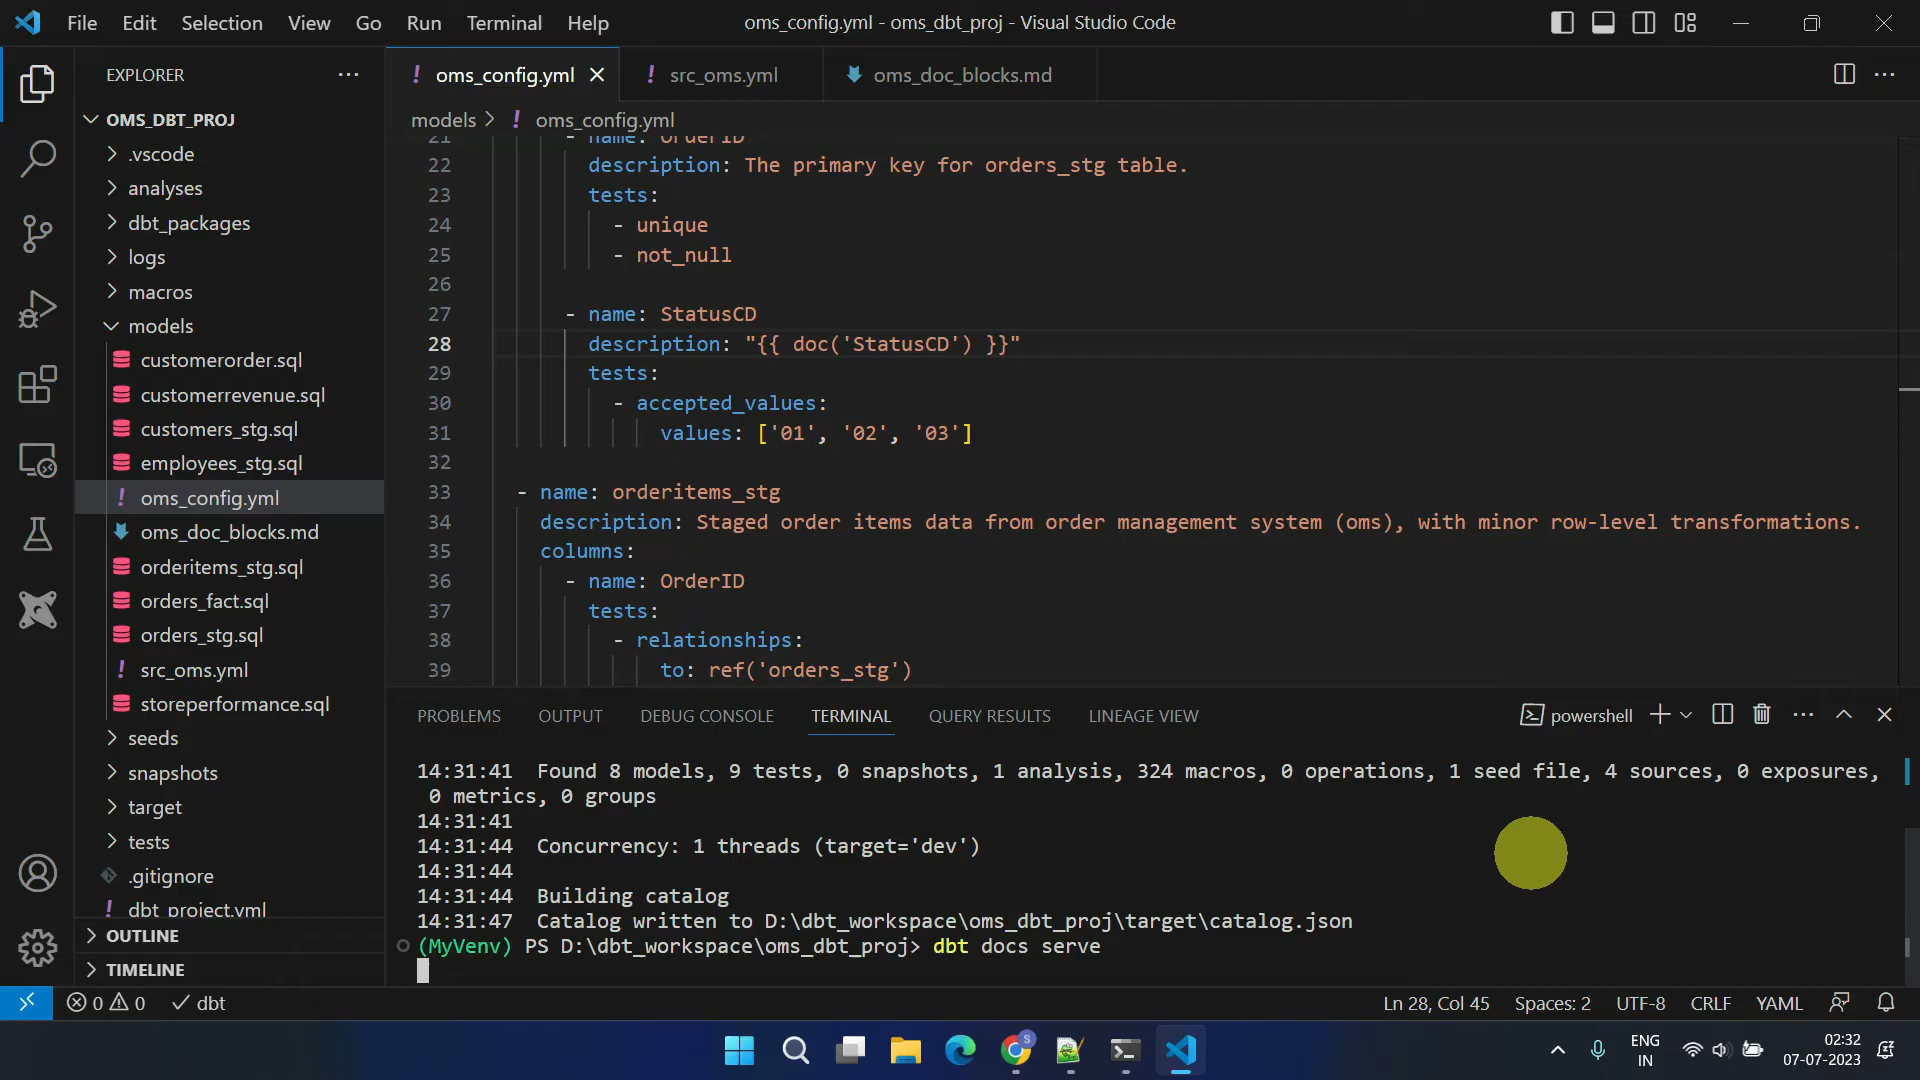 File Edit Selection View Go Run Terminal Help
oms_config.yml - oms_dbt_proj - Visual Studio Code
EXPLORER
oms_config.yml
src_oms.yml
oms_doc_blocks.md
OMS_DBT_PROJ
.vscode
analyses
dbt_packages
logs
macros
models
customerorder.sql
customerrevenue.sql
customers_stg.sql
employees_stg.sql
oms_config.yml
oms_doc_blocks.md
orderitems_stg.sql
orders_fact.sql
orders_stg.sql
src_oms.yml
storeperformance.sql
seeds
snapshots
target
tests
.gitignore
dbt_project.yml
OUTLINE
TIMELINE
models > ! oms_config.yml
21 - name: OrderID
22 description: The primary key for orders_stg table.
23 tests:
24 - unique
25 - not_null
26
27 - name: StatusCD
28 description: "{{ doc('StatusCD') }}"
29 tests:
30 - accepted_values:
31 values: ['01', '02', '03']
32
33 - name: orderitems_stg
34 description: Staged order items data from order management system (oms), with minor row-level transformations.
35 columns:
36 - name: OrderID
37 tests:
38 - relationships:
39 to: ref('orders_stg')
PROBLEMS OUTPUT DEBUG CONSOLE TERMINAL QUERY RESULTS LINEAGE VIEW
powershell
14:31:41 Found 8 models, 9 tests, 0 snapshots, 1 analysis, 324 macros, 0 operations, 1 seed file, 4 sources, 0 exposures,
0 metrics, 0 groups
14:31:41
14:31:44 Concurrency: 1 threads (target='dev')
14:31:44
14:31:44 Building catalog
14:31:47 Catalog written to D:\dbt_workspace\oms_dbt_proj\target\catalog.json
(MyVenv) PS D:\dbt_workspace\oms_dbt_proj> dbt docs serve
0 0 dbt
Ln 28, Col 45 Spaces: 2 UTF-8 CRLF YAML
S
ENG
IN
02:32
07-07-2023